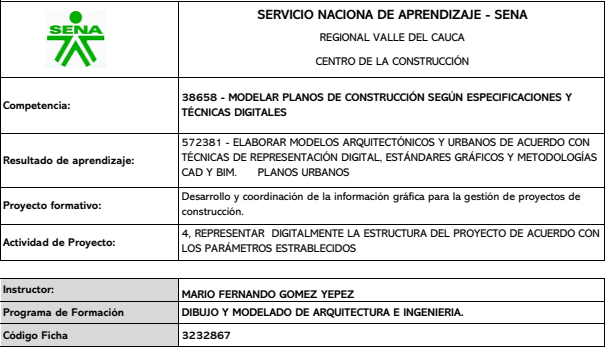 SENA
SERVICIO NACIONA DE APRENDIZAJE - SENA
REGIONAL VALLE DEL CAUCA
CENTRO DE LA CONSTRUCCIÓN
Competencia:
38658 - MODELAR PLANOS DE CONSTRUCCIÓN SEGÚN ESPECIFICACIONES Y
TÉCNICAS DIGITALES
Resultado de aprendizaje:
572381 - ELABORAR MODELOS ARQUITECTÓNICOS Y URBANOS DE ACUERDO CON
TÉCNICAS DE REPRESENTACIÓN DIGITAL, ESTÁNDARES GRÁFICOS Y METODOLOGÍAS
CAD Y BIM. PLANOS URBANOS
Proyecto formativo:
Desarrollo y coordinación de la información gráfica para la gestión de proyectos de
construcción.
Actividad de Proyecto:
4, REPRESENTAR DIGITALMENTE LA ESTRUCTURA DEL PROYECTO DE ACUERDO CON
LOS PARÁMETROS ESTRABLECIDOS
Instructor:
MARIO FERNANDO GOMEZ YEPEZ
Programa de Formación
DIBUJO Y MODELADO DE ARQUITECTURA E INGENIERIA.
Código Ficha
3232867